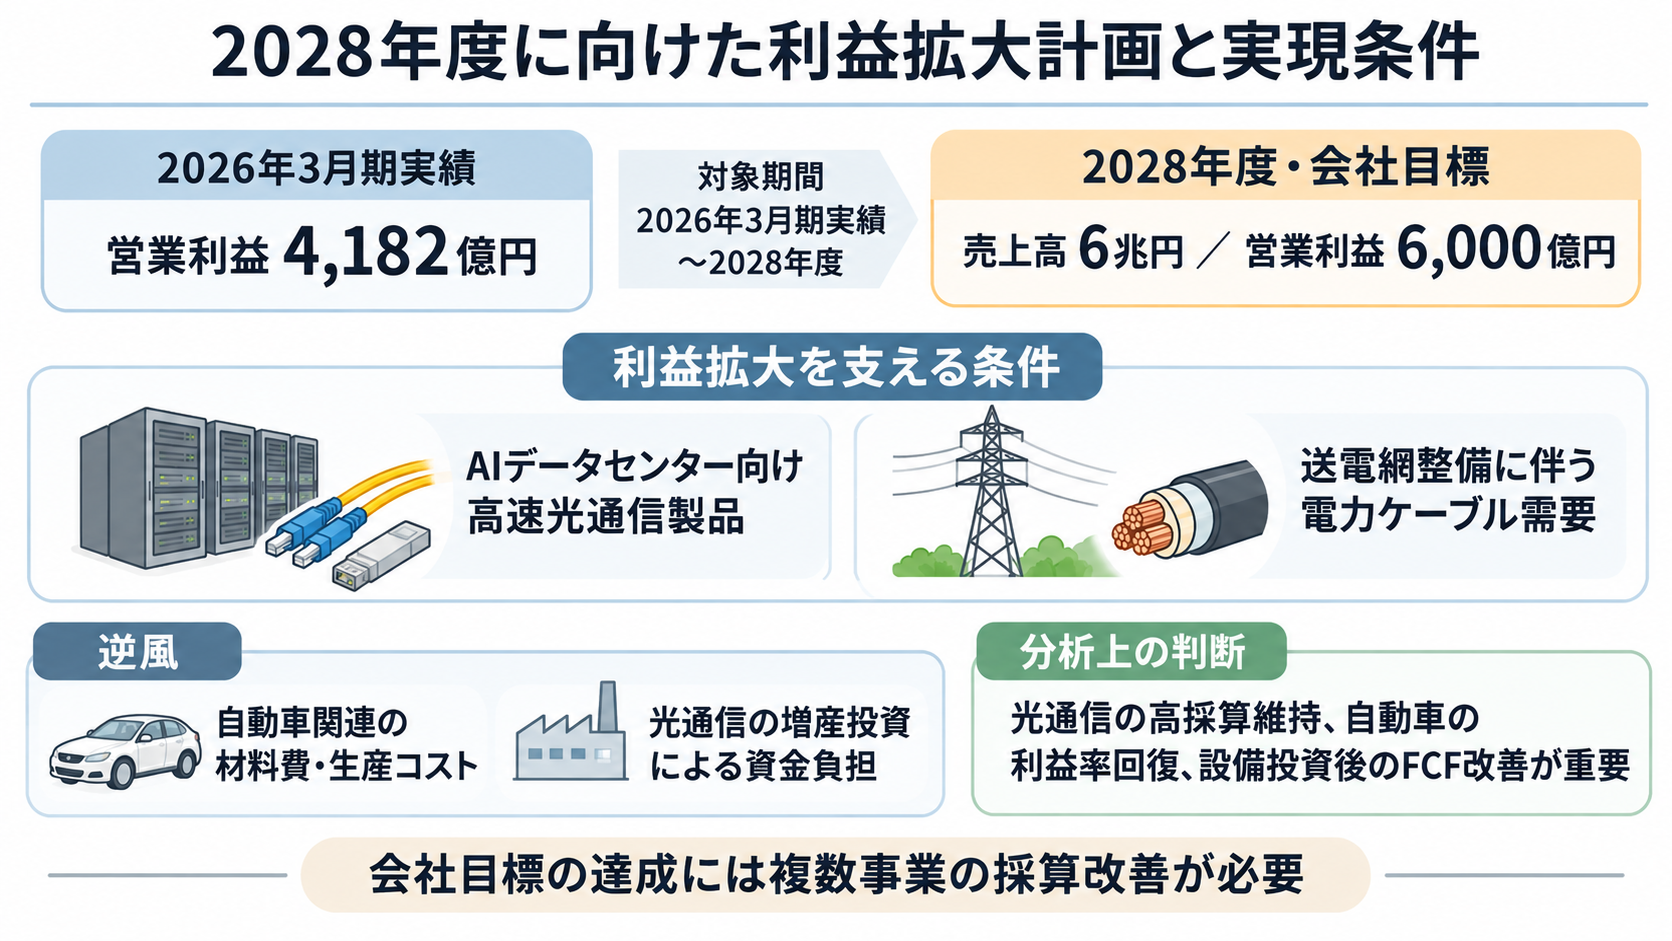 2028年度に向けた利益拡大計画と実現条件
2026年3月期実績
営業利益 4,182億円
対象期間
2026年3月期実績
～2028年度
2028年度・会社目標
売上高 6兆円 ／ 営業利益 6,000億円
利益拡大を支える条件
AIデータセンター向け
高速光通信製品
送電網整備に伴う
電力ケーブル需要
逆風
自動車関連の
材料費・生産コスト
光通信の増産投資
による資金負担
分析上の判断
光通信の高採算維持、自動車の
利益率回復、設備投資後のFCF改善が重要
会社目標の達成には複数事業の採算改善が必要